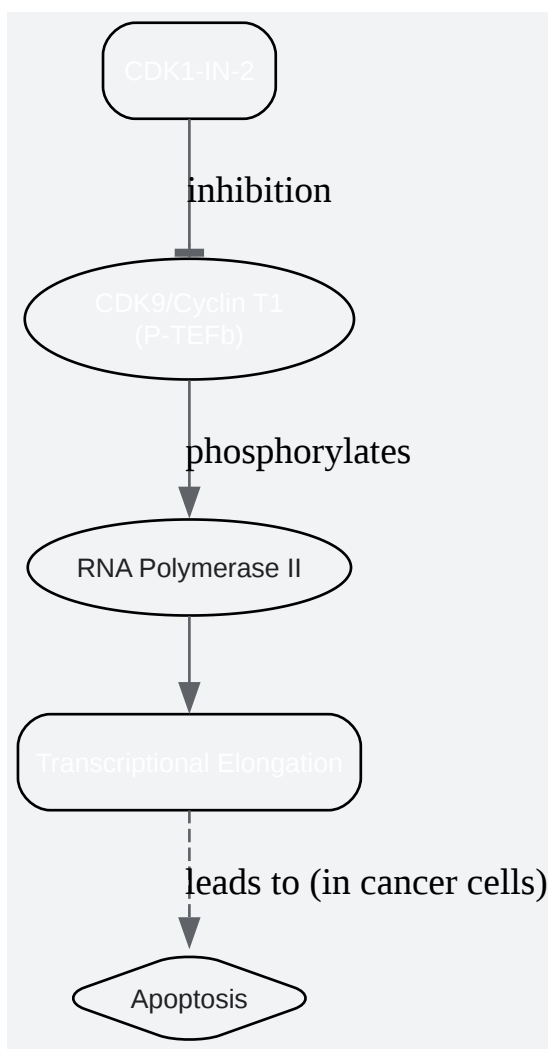 CDK1-IN-2
inhibition
CDK9/Cyclin T1
(P-TEFb)
phosphorylates
RNA Polymerase II
Transcriptional Elongation
leads to (in cancer cells)
Apoptosis